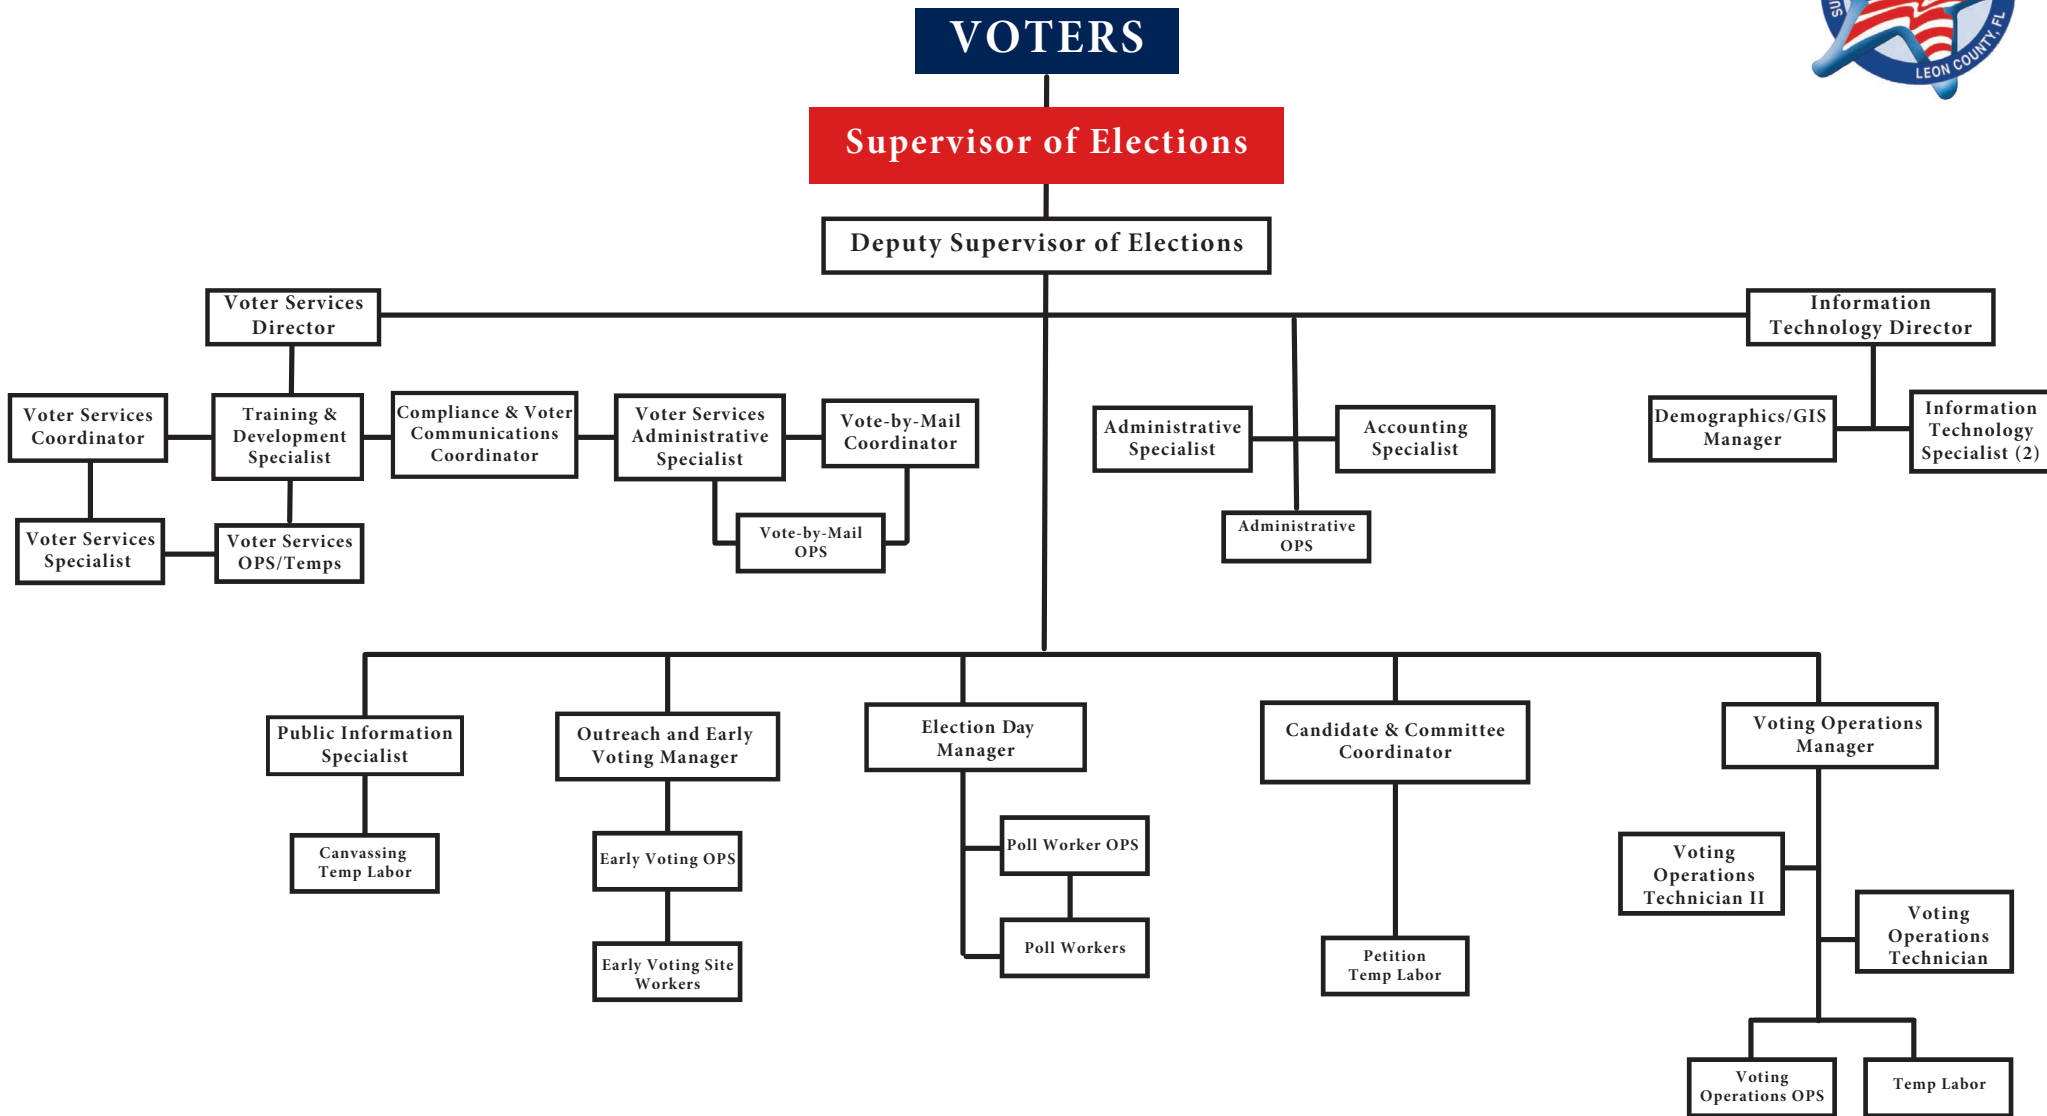 VOTERS
SU
LEON COUNTY, FL
Supervisor of Elections
Deputy Supervisor of Elections
Voter Services
Director
Information
Technology Director
Voter Services
Coordinator
Training &
Development
Specialist
Compliance & Voter
Communications
Coordinator
Voter Services
Administrative
Specialist
Vote-by-Mail
Coordinator
Administrative
Specialist
Accounting
Specialist
Demographics/GIS
Manager
Information
Technology
Specialist (2)
Voter Services
Specialist
Voter Services
OPS/Temps
Vote-by-Mail
OPS
Administrative
OPS
Public Information
Specialist
Outreach and Early
Voting Manager
Election Day
Manager
Candidate & Committee
Coordinator
Voting Operations
Manager
Canvassing
Temp Labor
Early Voting OPS
Poll Worker OPS
Voting
Operations
Technician II
Early Voting Site
Workers
Poll Workers
Petition
Temp Labor
Voting
Operations
Technician
Voting
Operations OPS
Temp Labor